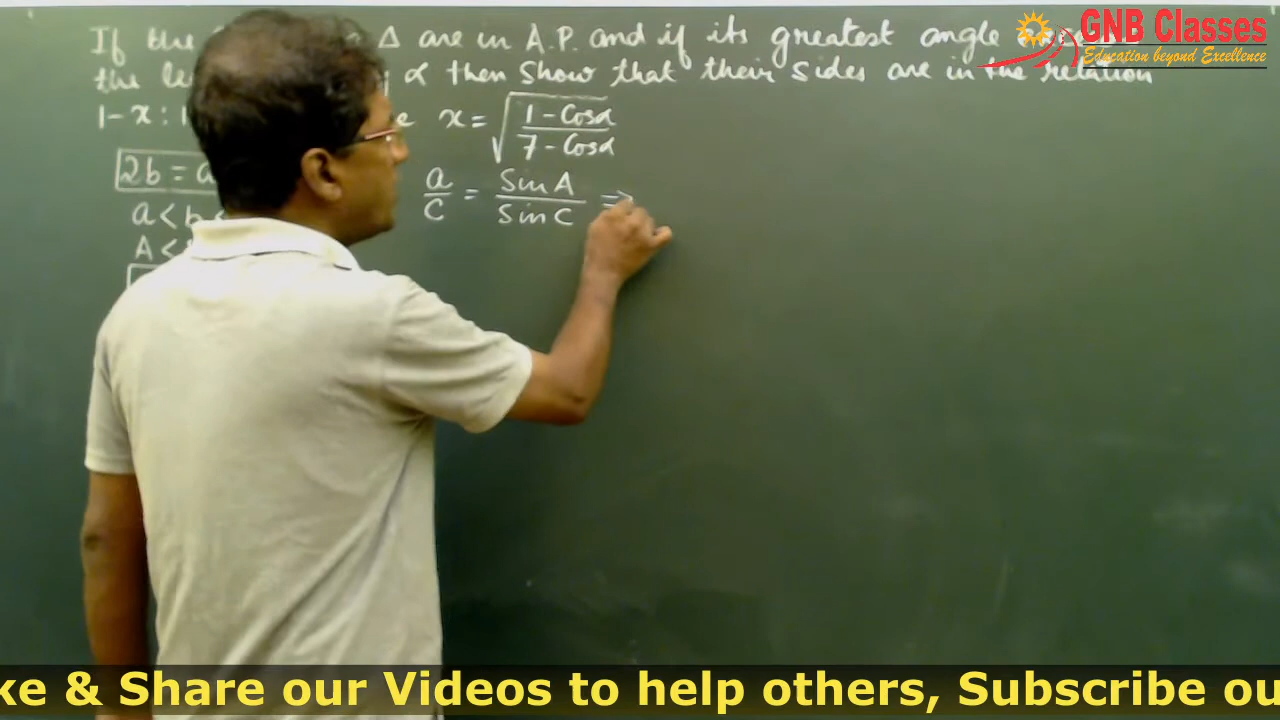 If the Δ are in A.P. and if its greatest angle
the le α then Show that their Sides are in the relation
1-x : 1 x = √(1-Cosα / 7-Cosα)
2b = a
a/c = SinA/SinC ⇒
a < b <
A <
GNB Classes
Education beyond Excellence
ke & Share our Videos to help others, Subscribe ou